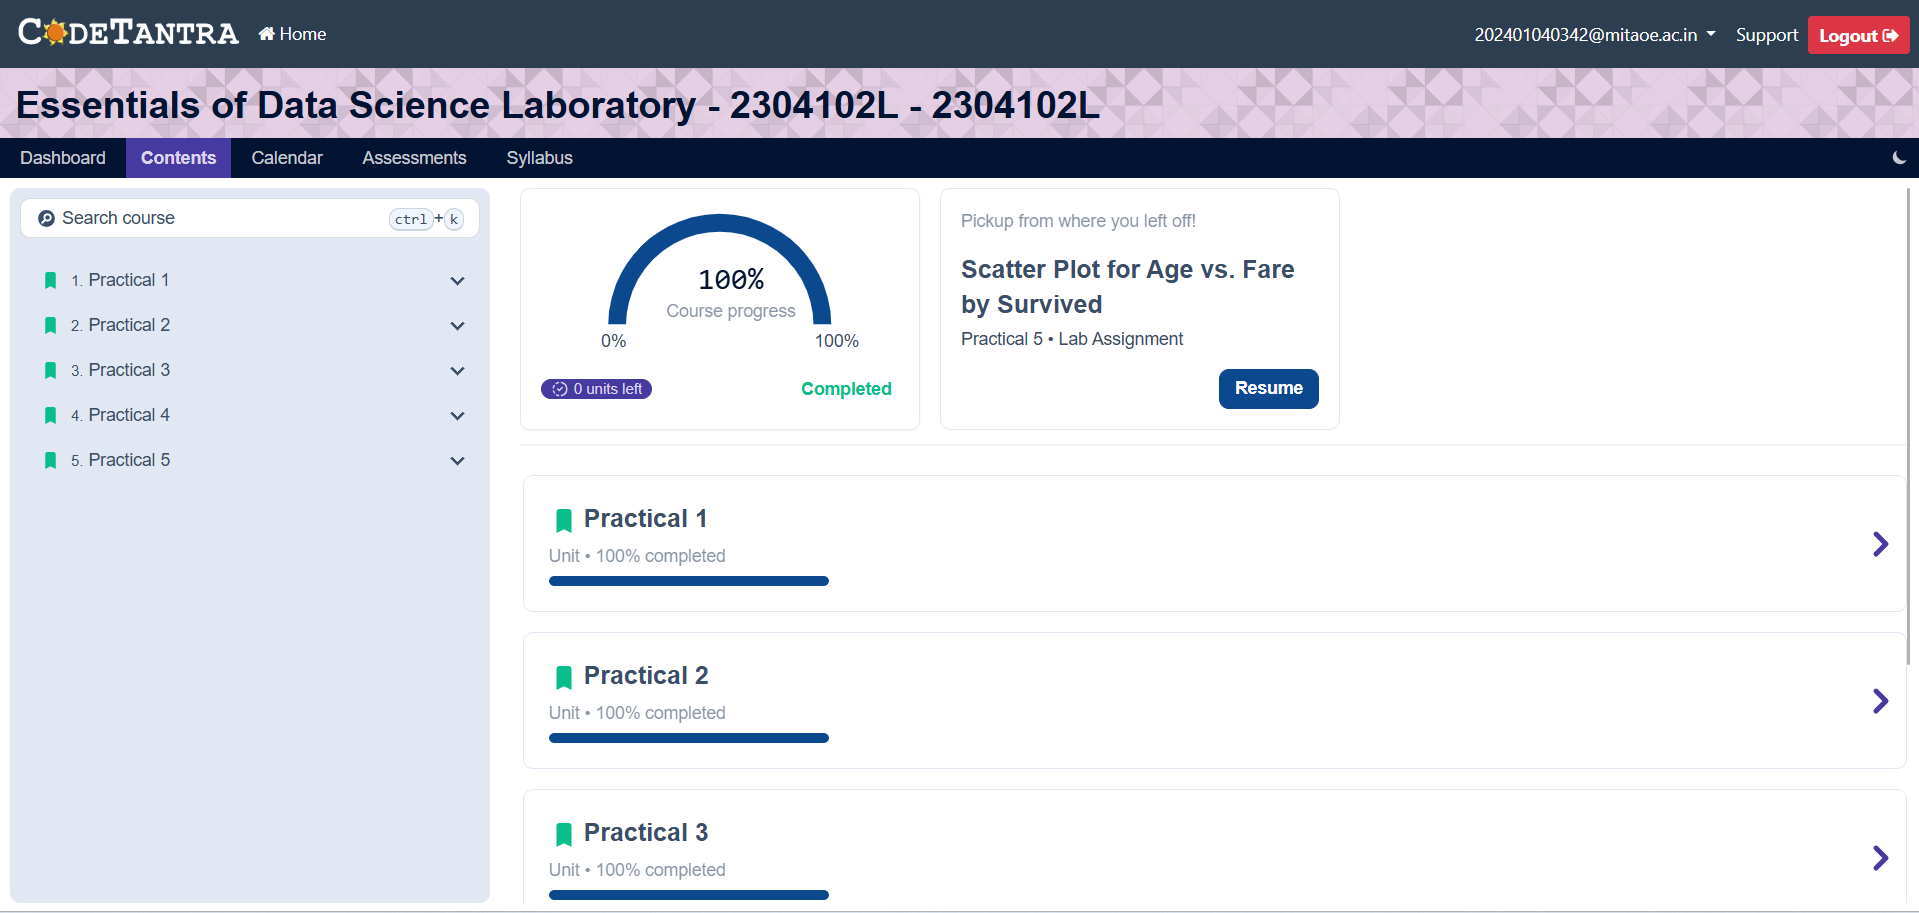 CODETANTRA Home
202401040342@mitaoe.ac.in Support Logout
Essentials of Data Science Laboratory - 2304102L - 2304102L
Dashboard Contents Calendar Assessments Syllabus
Search course ctrl+k
1. Practical 1
2. Practical 2
3. Practical 3
4. Practical 4
5. Practical 5
100%
Course progress
0% 100%
0 units left Completed
Pickup from where you left off!
Scatter Plot for Age vs. Fare
by Survived
Practical 5 • Lab Assignment
Resume
Practical 1
Unit • 100% completed
Practical 2
Unit • 100% completed
Practical 3
Unit • 100% completed